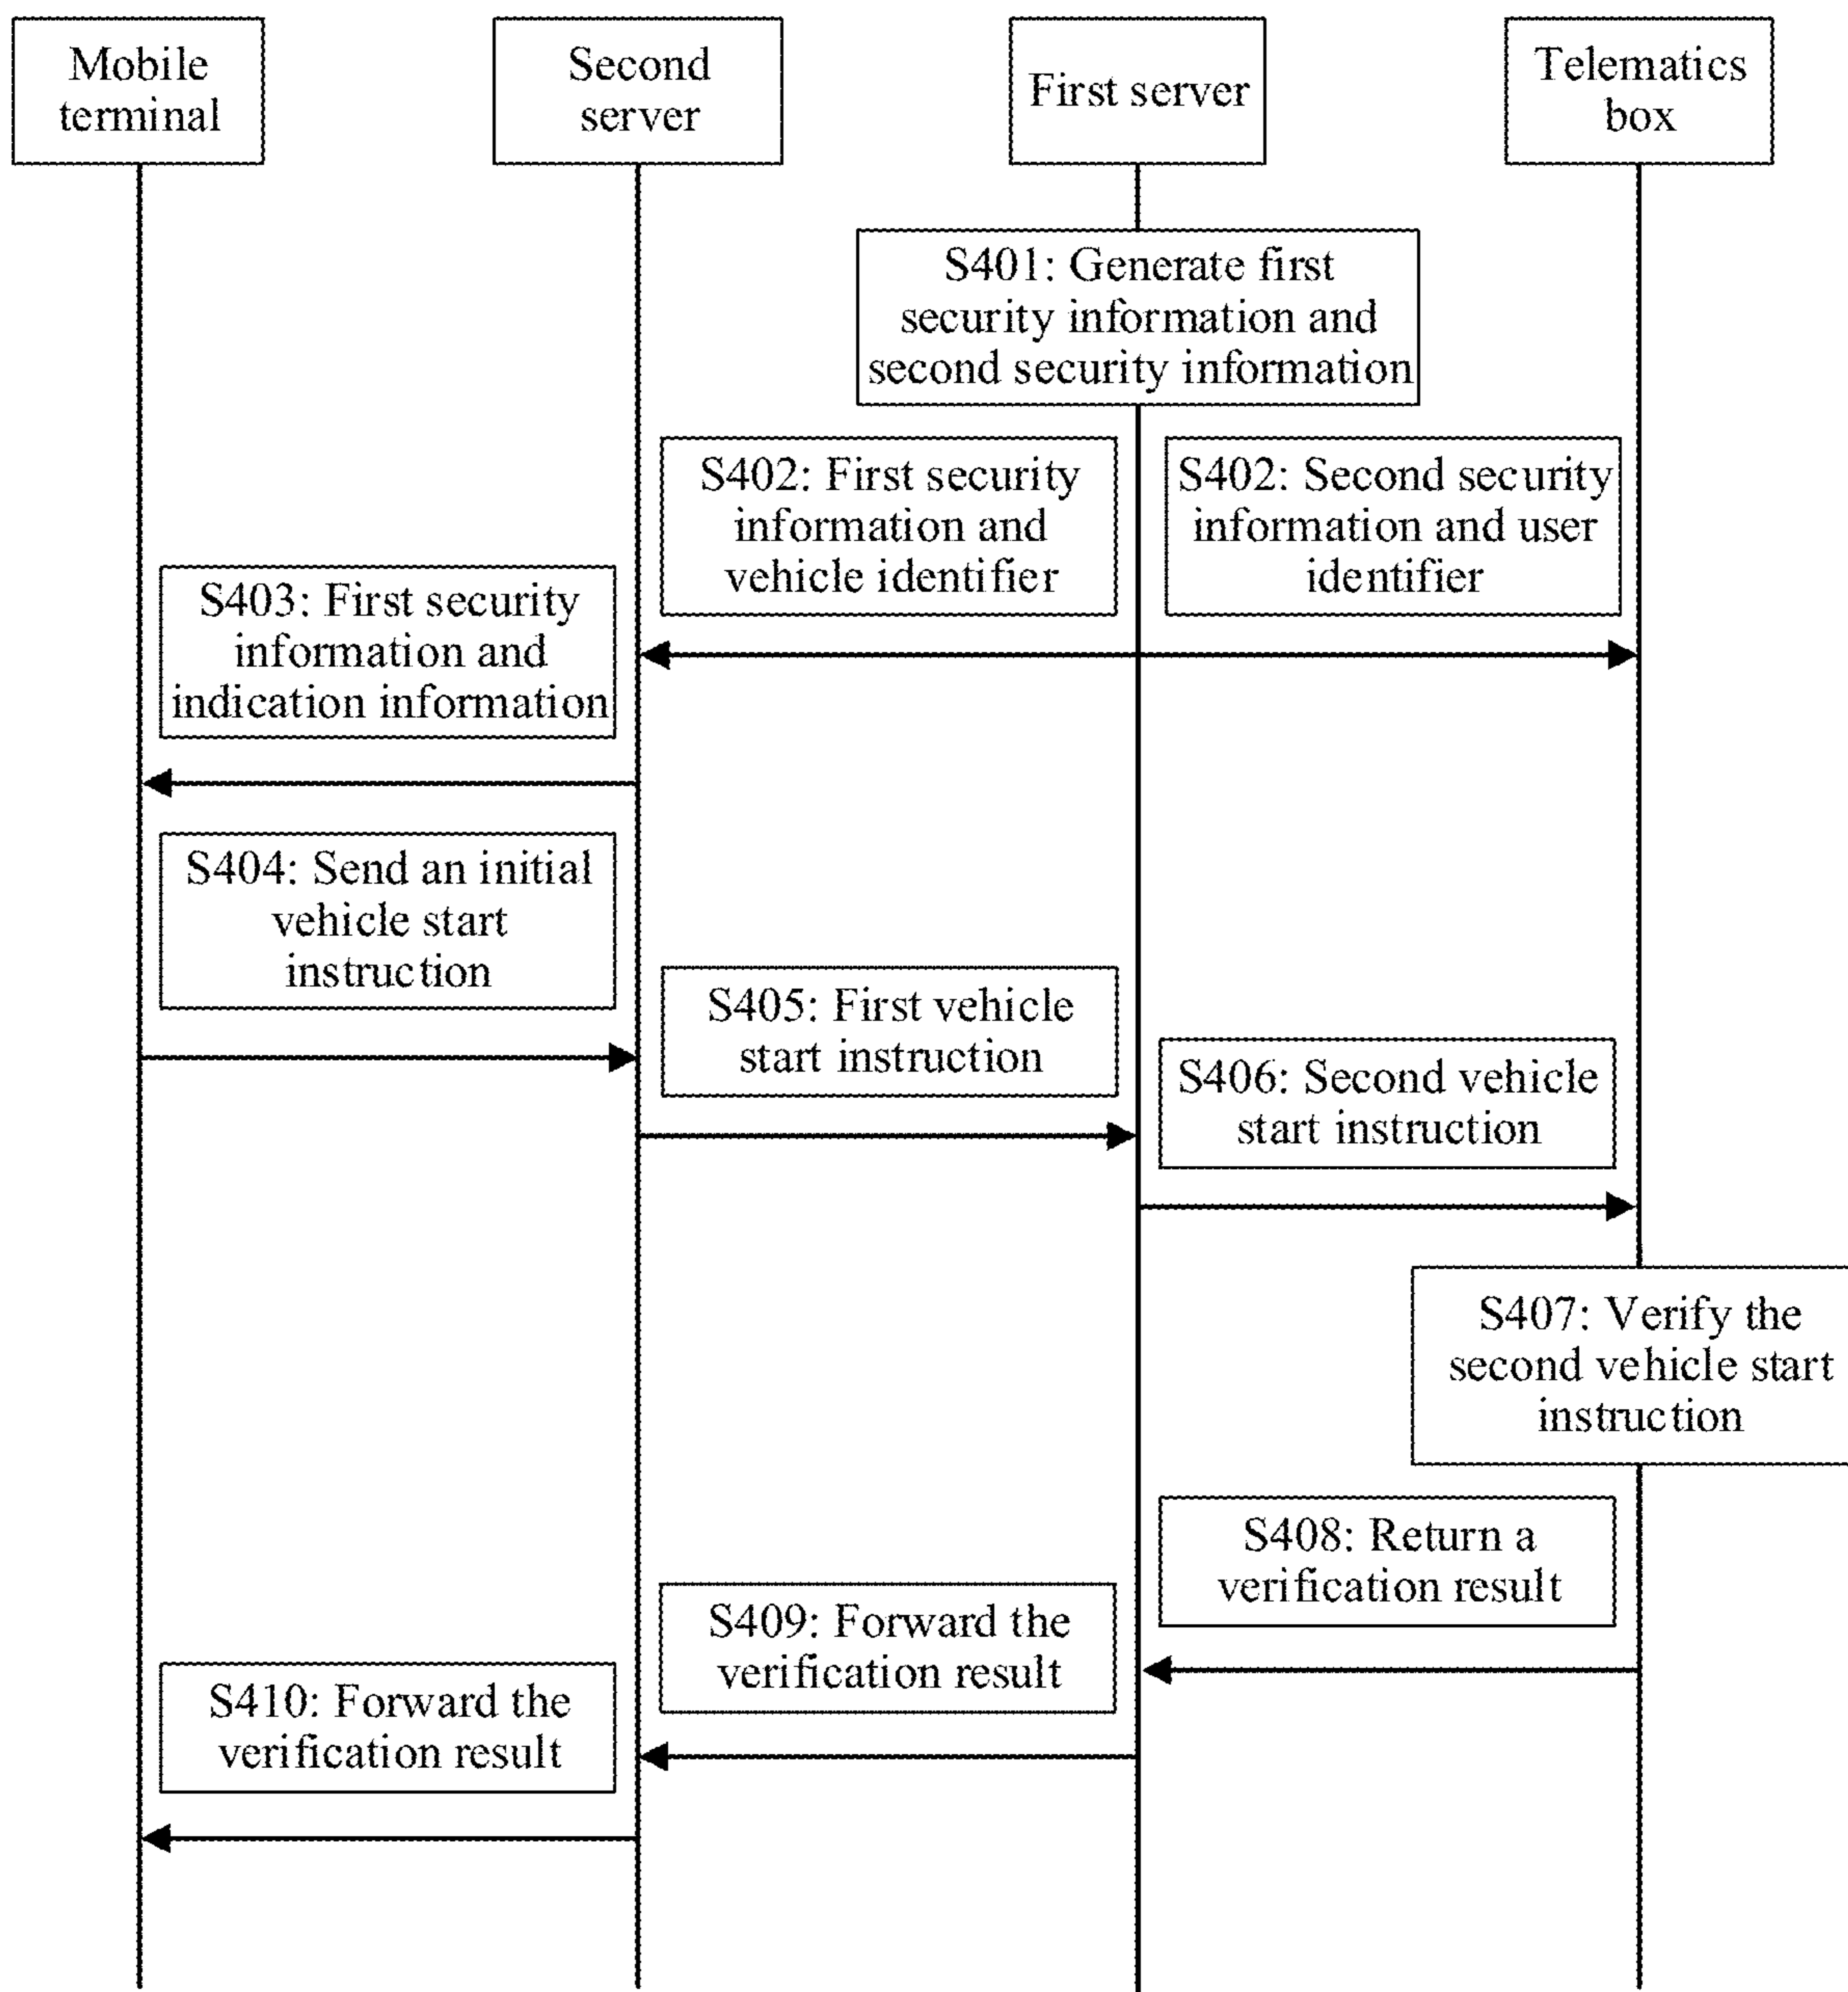 Mobile
terminal
Second
server
First server
Telematics
box
S401: Generate first
security information and
second security information
S402: First security
information and
vehicle identifier
S402: Second security
information and user
identifier
S403: First security
information and
indication information
S404: Send an initial
vehicle start
instruction
S405: First vehicle
start instruction
S406: Second vehicle
start instruction
S407: Verify the
second vehicle start
instruction
S408: Return a
verification result
S409: Forward the
verification result
S410: Forward the
verification result